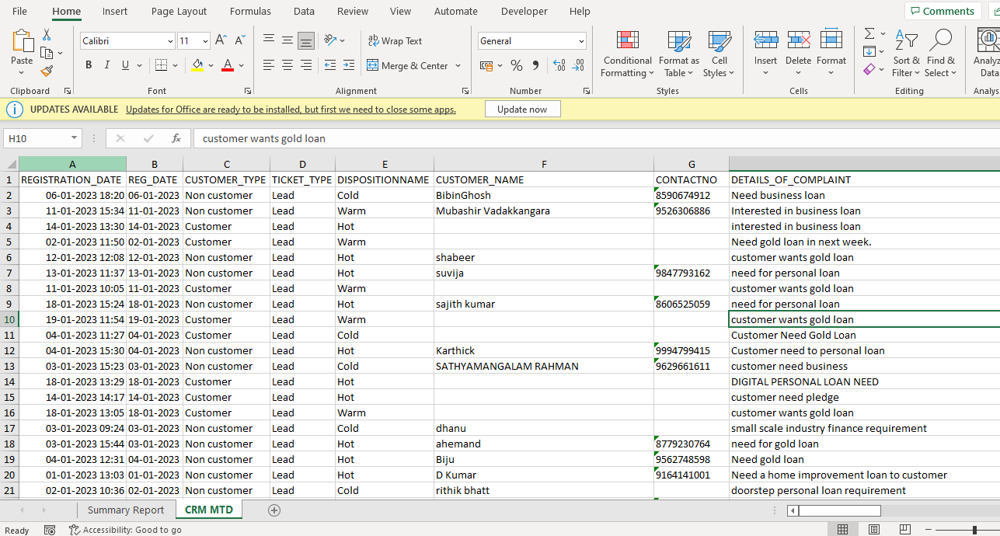 File Home Insert Page Layout Formulas Data Review View Automate Developer Help Comments
Calibri 11 A A ab Wrap Text General
Paste B I U A Merge & Center % , Conditional Formatting Format as Table Cell Styles Insert Delete Format Sort & Filter Find & Select Analyze Data
Clipboard Font Alignment Number Styles Cells Editing Analys
UPDATES AVAILABLE Updates for Office are ready to be installed, but first we need to close some apps. Update now
H10 fx customer wants gold loan
A B C D E F G
1 REGISTRATION_DATE REG_DATE CUSTOMER_TYPE TICKET_TYPE DISPOSITIONNAME CUSTOMER_NAME CONTACTNO DETAILS_OF_COMPLAINT
2 06-01-2023 18:20 06-01-2023 Non customer Lead Cold BibinGhosh 8590674912 Need business loan
3 11-01-2023 15:34 11-01-2023 Non customer Lead Warm Mubashir Vadakkangara 9526306886 Interested in business loan
4 14-01-2023 13:30 14-01-2023 Customer Lead Hot interested in business loan
5 02-01-2023 11:50 02-01-2023 Customer Lead Warm Need gold loan in next week.
6 12-01-2023 12:08 12-01-2023 Non customer Lead Hot shabeer customer wants gold loan
7 13-01-2023 11:37 13-01-2023 Non customer Lead Hot suvija 9847793162 need for personal loan
8 11-01-2023 10:05 11-01-2023 Customer Lead Warm customer wants gold loan
9 18-01-2023 15:24 18-01-2023 Non customer Lead Hot sajith kumar 8606525059 need for personal loan
10 19-01-2023 11:54 19-01-2023 Customer Lead Warm customer wants gold loan
11 04-01-2023 11:27 04-01-2023 Customer Lead Cold Customer Need Gold Loan
12 04-01-2023 15:30 04-01-2023 Non customer Lead Hot Karthick 9994799415 Customer need to personal loan
13 03-01-2023 15:23 03-01-2023 Non customer Lead Cold SATHYAMANGALAM RAHMAN 9629661611 customer need business
14 18-01-2023 13:29 18-01-2023 Customer Lead Hot DIGITAL PERSONAL LOAN NEED
15 14-01-2023 14:17 14-01-2023 Customer Lead Hot customer need pledge
16 18-01-2023 13:05 18-01-2023 Customer Lead Warm customer wants gold loan
17 03-01-2023 09:24 03-01-2023 Non customer Lead Cold dhanu small scale industry finance requirement
18 03-01-2023 15:44 03-01-2023 Non customer Lead Hot ahemand 8779230764 need for gold loan
19 04-01-2023 12:31 04-01-2023 Non customer Lead Hot Biju 9562748598 Need gold loan
20 01-01-2023 13:03 01-01-2023 Non customer Lead Hot D Kumar 9164141001 Need a home improvement loan to customer
21 02-01-2023 10:36 02-01-2023 Non customer Lead Cold rithik bhatt doorstep personal loan requirement
Summary Report CRM MTD
Ready Accessibility: Good to go